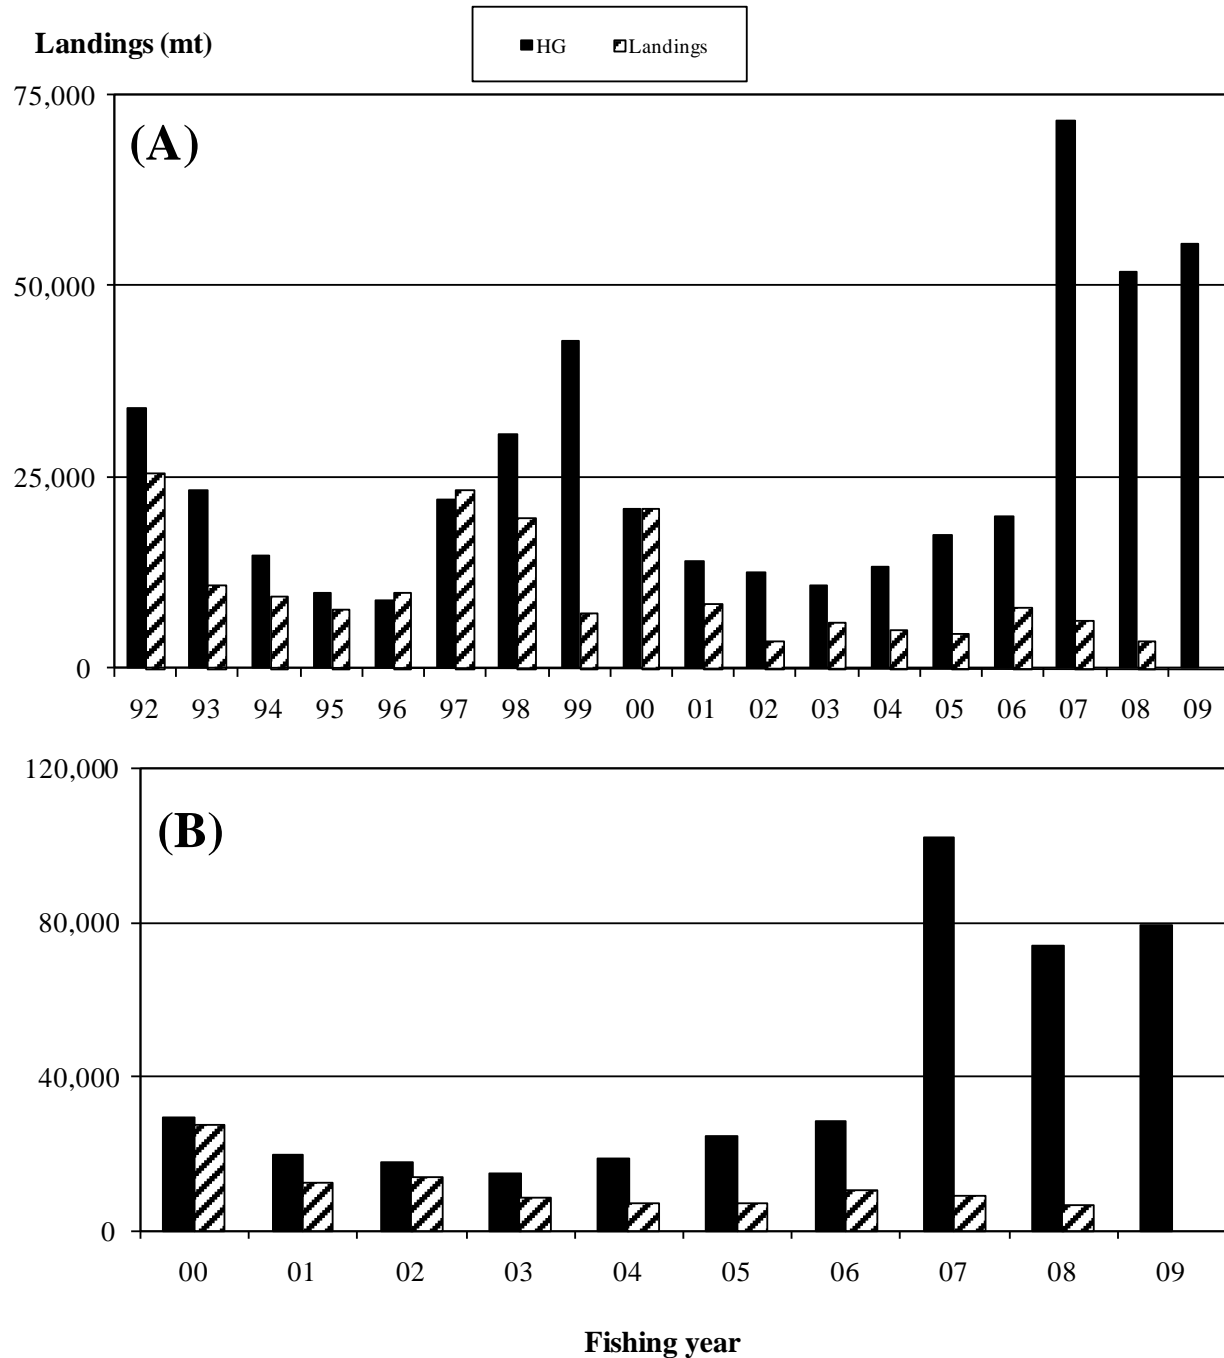 Landings (mt)
HG Landings
75,000
(A)
50,000
25,000
0
92 93 94 95 96 97 98 99 00 01 02 03 04 05 06 07 08 09
120,000
(B)
80,000
40,000
0
00 01 02 03 04 05 06 07 08 09
Fishing year